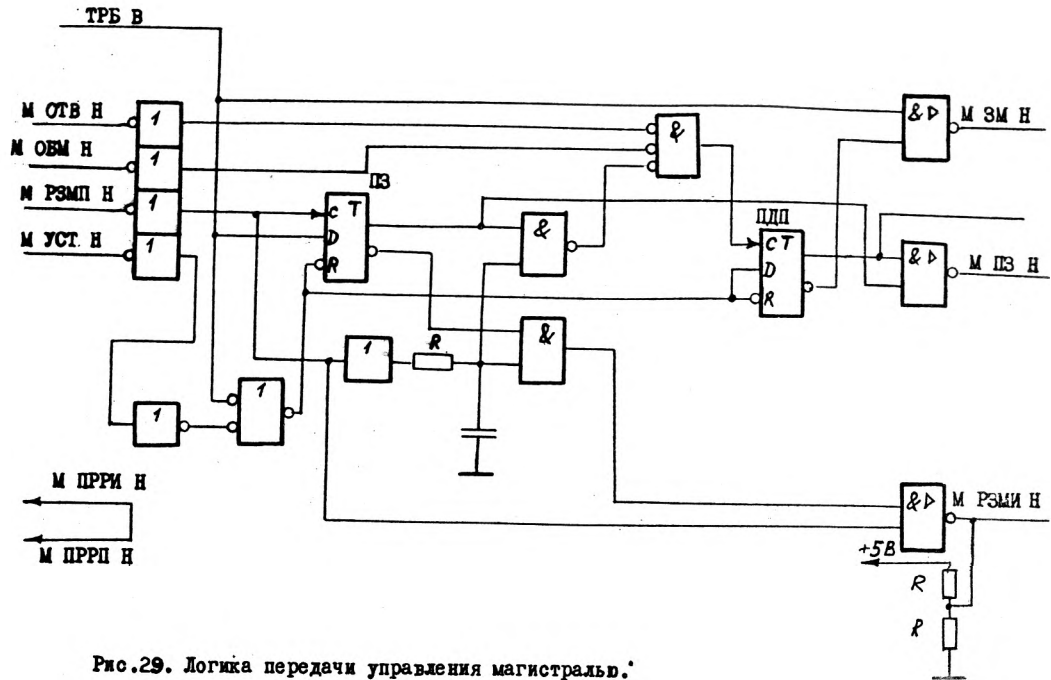 ТРБ В
М ОТВ Н
М ОБМ Н
М РЗМП Н
М УСТ. Н
1
1
1
1
ПЗ
С Т
D
R
&
&
&
ПДП
С Т
D
R
&▷
М ЗМ Н
&▷
М ПЗ Н
1
R
1
1
М ПРРИ Н
М ПРРП Н
&▷
М РЗМИ Н
+5В
R
R
Рис.29. Логика передачи управления магистралью.